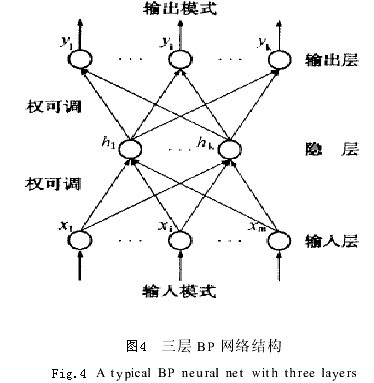 输出模式
y1 ··· yi ··· yk 输出层
权可调
h1 ··· hk 隐 层
权可调
x1 ··· xi ··· xm 输入层
输入模式
图4 三层 BP 网络结构
Fig.4 A typical BP neural net with three layers